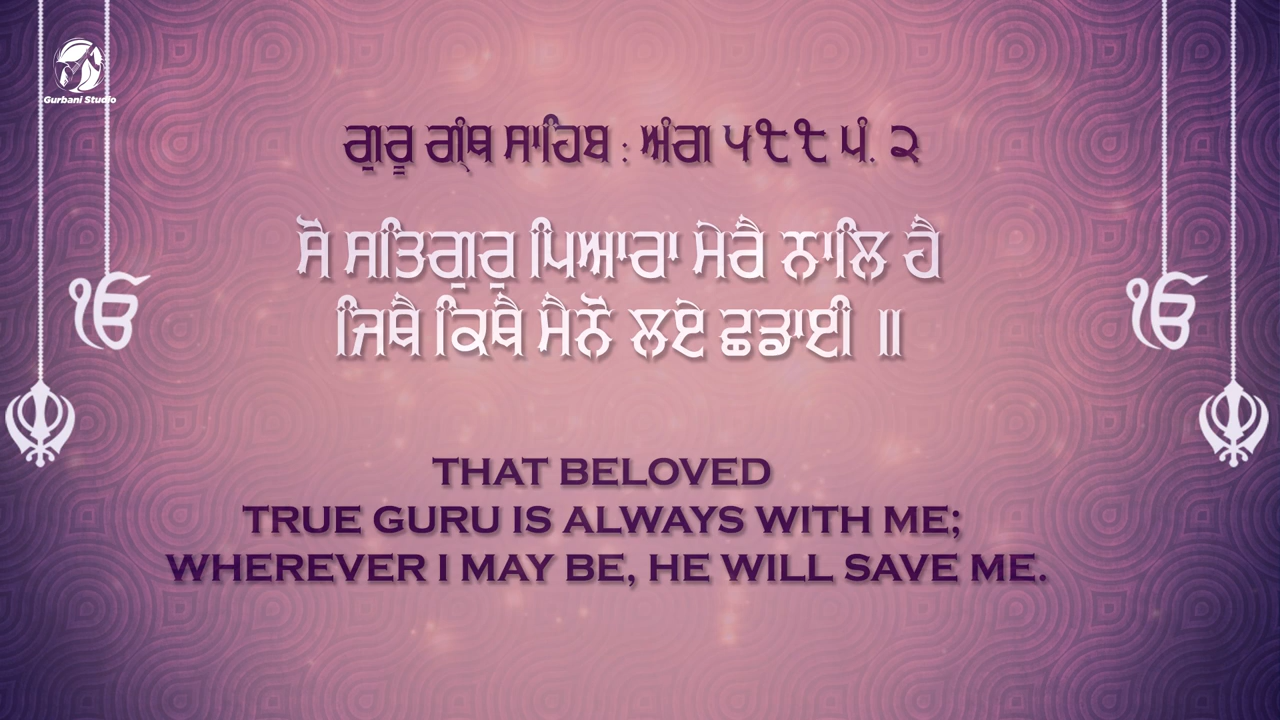 Gurbani Studio
ਗੁਰੂ ਗ੍ਰੰਥ ਸਾਹਿਬ : ਅੰਗ ੫੮੮ ਪੰ. ੨
ਸੋ ਸਤਿਗੁਰੁ ਪਿਆਰਾ ਮੇਰੈ ਨਾਲਿ ਹੈ
ਜਿਥੈ ਕਿਥੈ ਮੈਨੋ ਲਏ ਛਡਾਈ ॥
ੴ
ੴ
THAT BELOVED
TRUE GURU IS ALWAYS WITH ME;
WHEREVER I MAY BE, HE WILL SAVE ME.